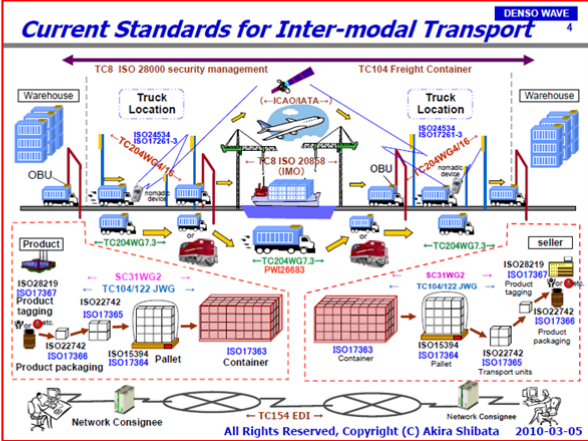 DENSO WAVE
Current Standards for Inter-modal Transport
4
TC8 ISO 28000 security management
TC104 Freight Container
Warehouse
Truck
Location
(←ICAO/IATA→)
Truck
Location
Warehouse
ISO24534
ISO17261-3
ISO24534
ISO17261-3
←TC204WG4/16→
←TC8 ISO 20858→
(IMO)
TC204WG4/16→
OBU
nomadic
device
OBU
nomadic
device
or
or
←TC204WG7.3→
←TC204WG7.3→
PWI26683
←TC204WG7.3→
Product
seller
ISO28219
ISO17367
Product
tagging
or
etc.
SC31WG2
TC104/122 JWG
ISO22742
ISO17365
ISO22742
ISO17366
Product packaging
ISO15394
ISO17364
Pallet
ISO17363
Container
SC31WG2
TC104/122 JWG
ISO28219
ISO17367
Product
tagging
or
etc.
ISO22742
ISO17366
Product
packaging
ISO17363
Container
ISO15394
ISO17364
Pallet
ISO22742
ISO17365
Transport units
Network Consignee
←TC154 EDI→
Network Consignee
All Rights Reserved, Copyright (C) Akira Shibata
2010-03-05